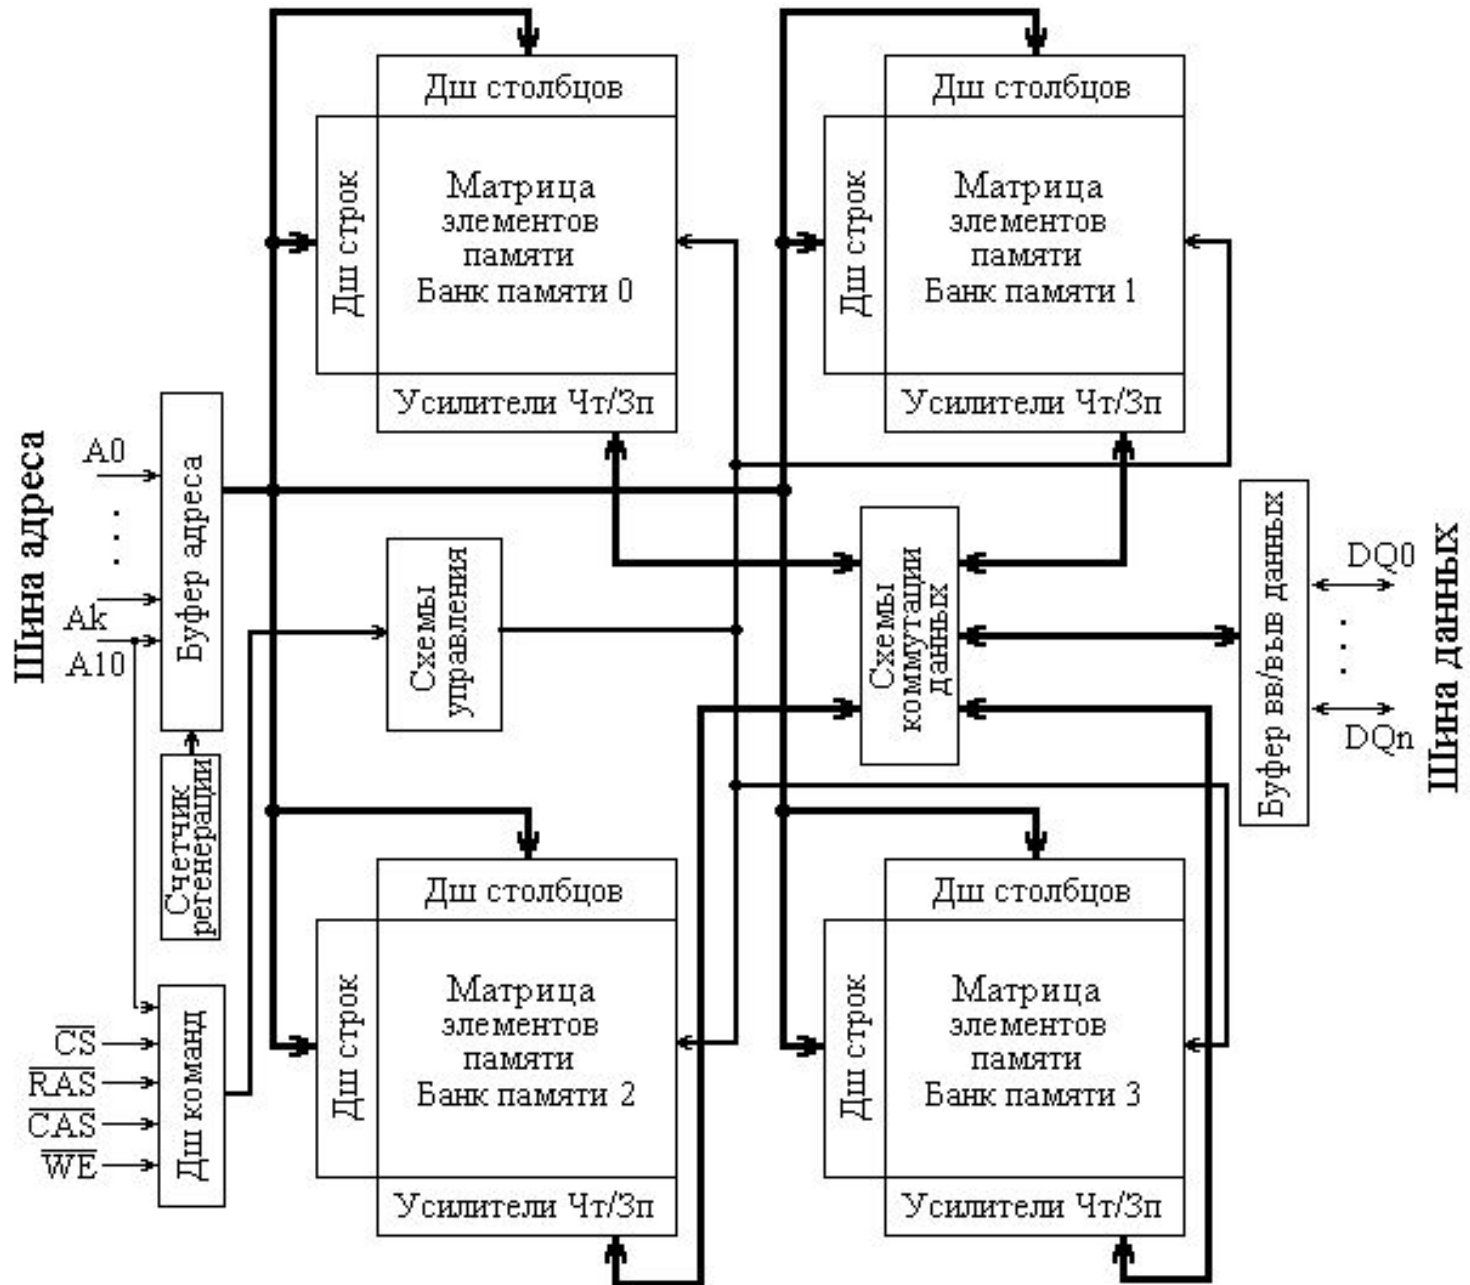 Дш столбцов
Дш строк
Матрица
элементов
памяти
Банк памяти 0
Усилители Чт/Зп
Дш столбцов
Дш строк
Матрица
элементов
памяти
Банк памяти 1
Усилители Чт/Зп
Шина адреса
A0
Ak
A10
Буфер адреса
Счетчик
регенерации
Схемы
управления
Схемы
коммутации
данных
Буфер вв/выв данных
DQ0
DQn
Шина данных
CS
RAS
CAS
WE
Дш команд
Дш столбцов
Дш строк
Матрица
элементов
памяти
Банк памяти 2
Усилители Чт/Зп
Дш столбцов
Дш строк
Матрица
элементов
памяти
Банк памяти 3
Усилители Чт/Зп